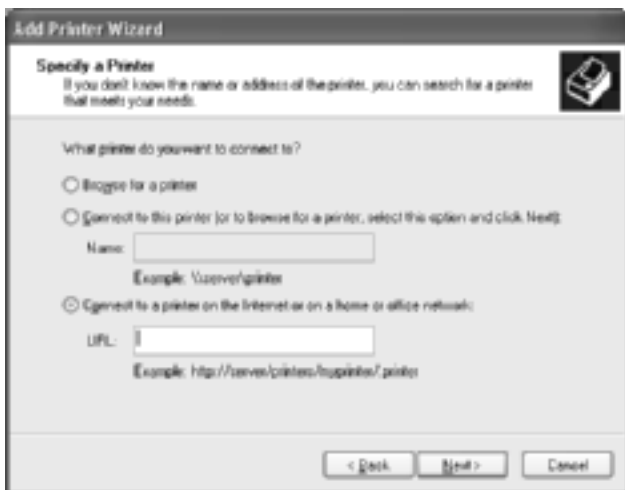 Add Printer Wizard
Specify a Printer
If you don't know the name or address of the printer, you can search for a printer
that meets your needs.
What printer do you want to connect to?
Browse for a printer
Connect to this printer (or to browse for a printer, select this option and click Next):
Name:
Example: \\server\printer
Connect to a printer on the Internet or on a home or office network:
URL:
Example: http://server/printers/myprinter/.printer
< Back
Next >
Cancel